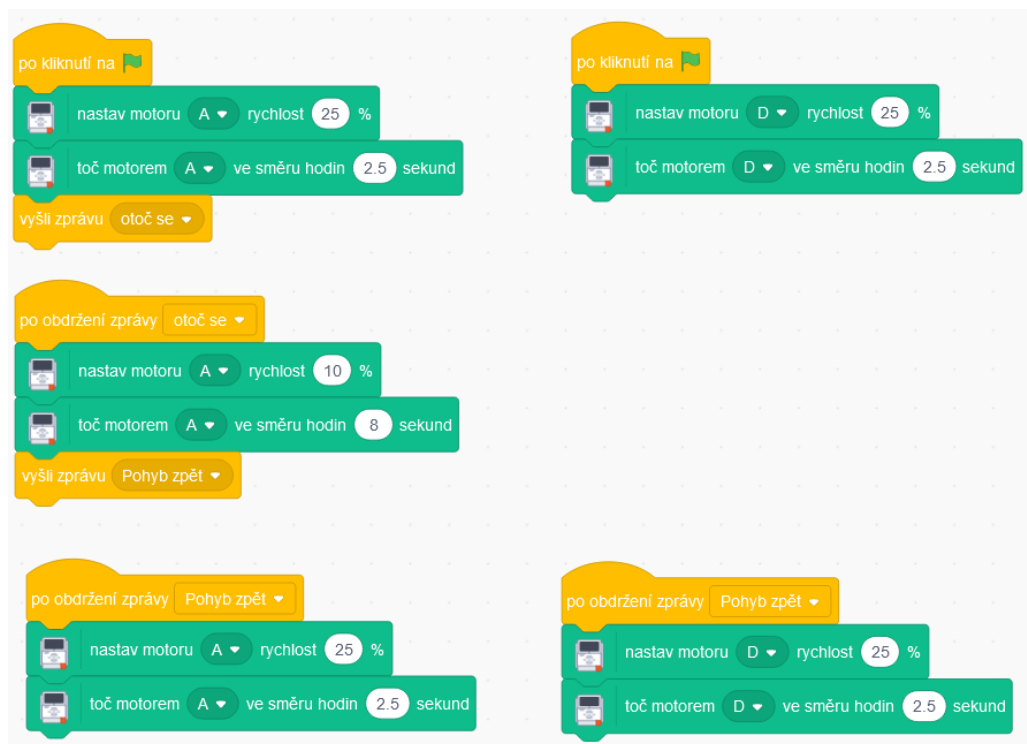 po kliknutí na
nastav motoru A rychlost 25 %
toč motorem A ve směru hodin 2.5 sekund
vyšli zprávu otoč se
po kliknutí na
nastav motoru D rychlost 25 %
toč motorem D ve směru hodin 2.5 sekund
po obdržení zprávy otoč se
nastav motoru A rychlost 10 %
toč motorem A ve směru hodin 8 sekund
vyšli zprávu Pohyb zpět
po obdržení zprávy Pohyb zpět
nastav motoru A rychlost 25 %
toč motorem A ve směru hodin 2.5 sekund
po obdržení zprávy Pohyb zpět
nastav motoru D rychlost 25 %
toč motorem D ve směru hodin 2.5 sekund